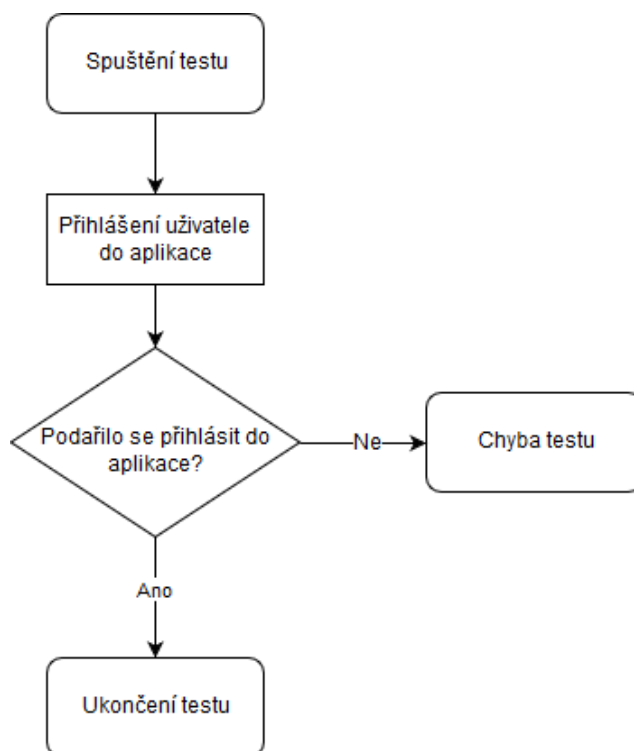 Spuštění testu
Přihlášení uživatele
do aplikace
Podařilo se přihlásit do
aplikace?
Ne
Chyba testu
Ano
Ukončení testu